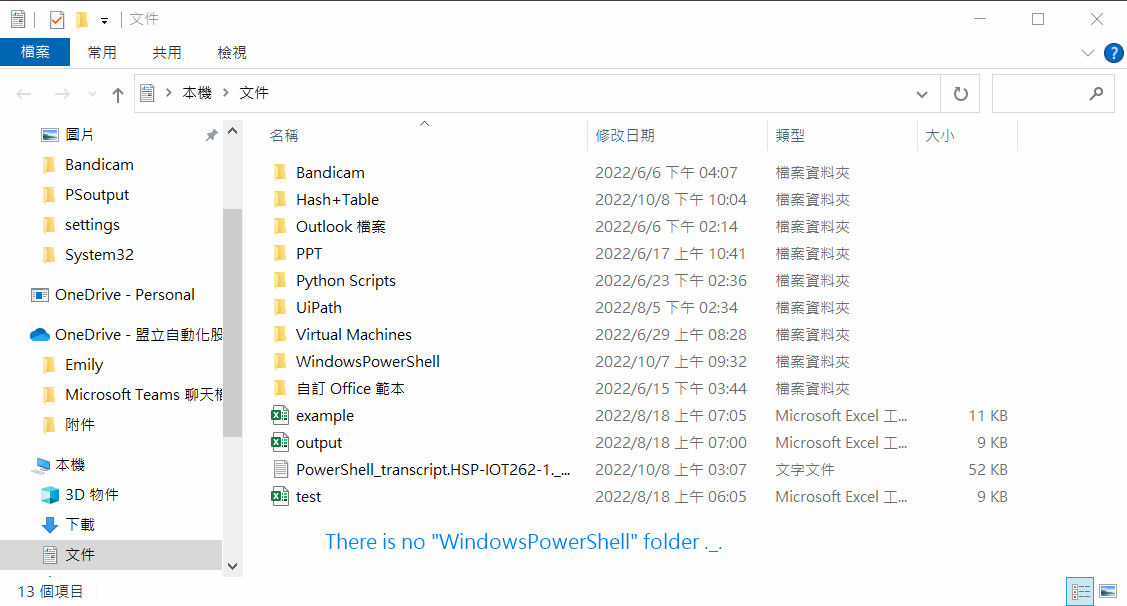 文件
檔案 常用 共用 檢視
本機 文件
圖片
Bandicam
PSoutput
settings
System32
OneDrive - Personal
OneDrive - 盟立自動化股
Emily
Microsoft Teams 聊天檔
附件
本機
3D 物件
下載
文件
名稱 修改日期 類型 大小
Bandicam 2022/6/6 下午 04:07 檔案資料夾
Hash+Table 2022/10/8 下午 10:04 檔案資料夾
Outlook 檔案 2022/6/6 下午 02:14 檔案資料夾
PPT 2022/6/17 上午 10:41 檔案資料夾
Python Scripts 2022/6/23 下午 02:36 檔案資料夾
UiPath 2022/8/5 下午 02:34 檔案資料夾
Virtual Machines 2022/6/29 上午 08:28 檔案資料夾
WindowsPowerShell 2022/10/7 上午 09:32 檔案資料夾
自訂 Office 範本 2022/6/15 下午 03:44 檔案資料夾
example 2022/8/18 上午 07:05 Microsoft Excel 工... 11 KB
output 2022/8/18 上午 07:00 Microsoft Excel 工... 9 KB
PowerShell_transcript.HSP-IOT262-1._... 2022/10/8 上午 03:07 文字文件 52 KB
test 2022/8/18 上午 06:05 Microsoft Excel 工... 9 KB
There is no "WindowsPowerShell" folder ._.
13 個項目